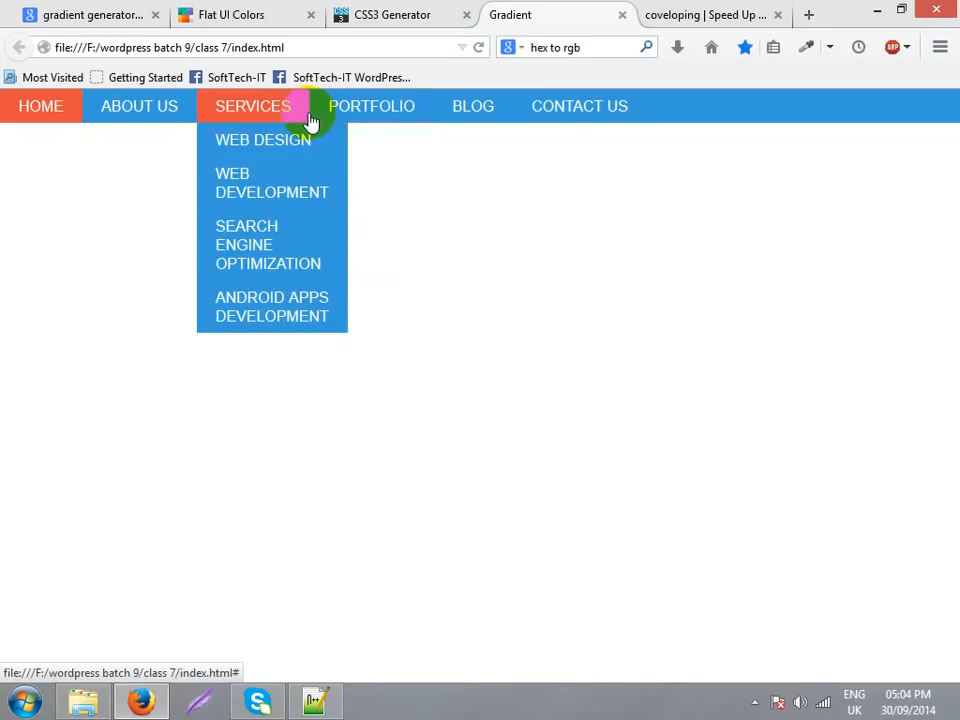 gradient generator...
Flat UI Colors
CSS3 Generator
Gradient
coveloping | Speed Up ...
file:///F:/wordpress batch 9/class 7/index.html
hex to rgb
ABP
Most Visited
Getting Started
SoftTech-IT
SoftTech-IT WordPres...
HOME
ABOUT US
SERVICES
PORTFOLIO
BLOG
CONTACT US
WEB DESIGN
WEB
DEVELOPMENT
SEARCH
ENGINE
OPTIMIZATION
ANDROID APPS
DEVELOPMENT
file:///F:/wordpress batch 9/class 7/index.html#
ENG
UK
05:04 PM
30/09/2014